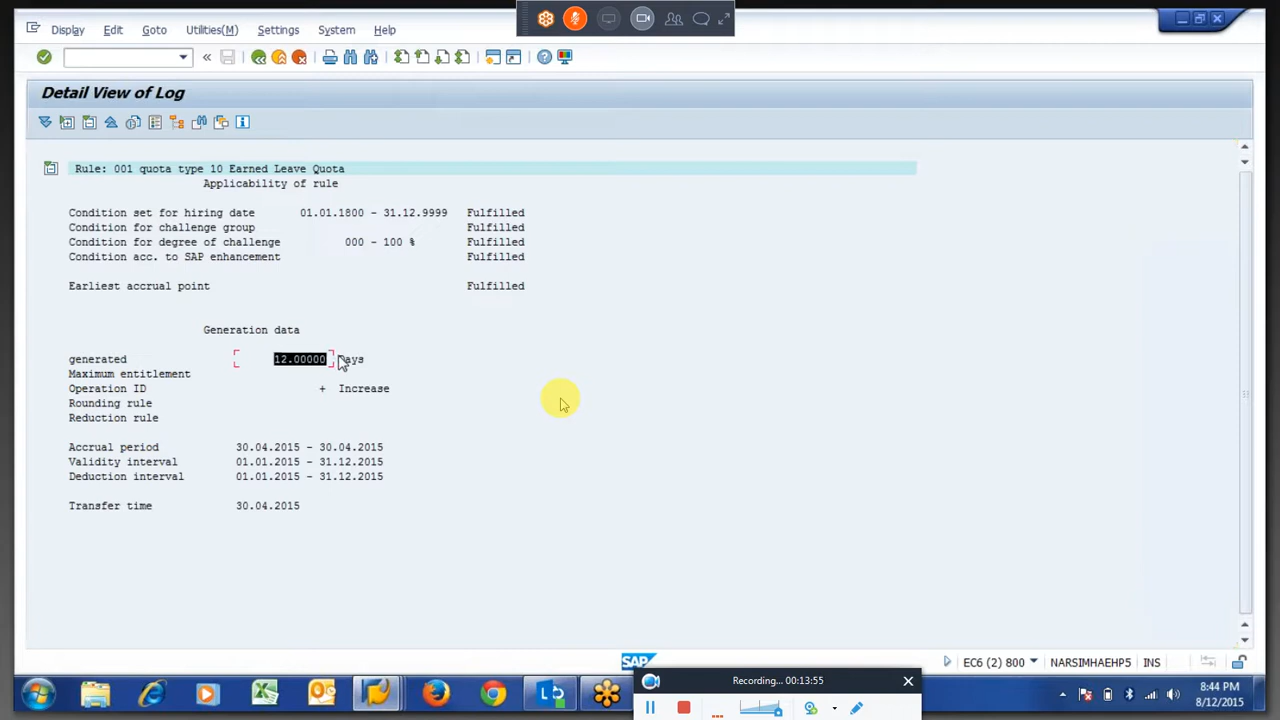 Display Edit Goto Utilities(M) Settings System Help
Detail View of Log
Rule: 001 quota type 10 Earned Leave Quota
Applicability of rule
Condition set for hiring date 01.01.1800 - 31.12.9999 Fulfilled
Condition for challenge group Fulfilled
Condition for degree of challenge 000 - 100 % Fulfilled
Condition acc. to SAP enhancement Fulfilled
Earliest accrual point Fulfilled
Generation data
generated 12.00000 Days
Maximum entitlement
Operation ID + Increase
Rounding rule
Reduction rule
Accrual period 30.04.2015 - 30.04.2015
Validity interval 01.01.2015 - 31.12.2015
Deduction interval 01.01.2015 - 31.12.2015
Transfer time 30.04.2015
SAP EC6 (2) 800 NARSIMHAEHP5 INS
Recording... 00:13:55
8:44 PM
8/12/2015